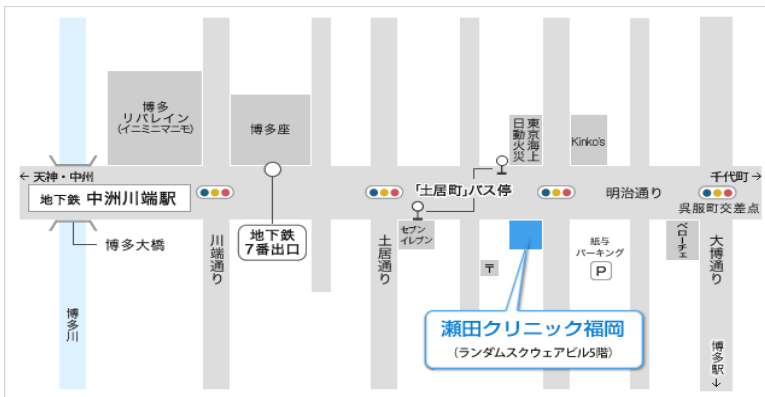 博多
リバレイン
(イニミニマニモ)
博多座
東京海上
日動火災
Kinko's
← 天神・中州
千代町→
地下鉄 中洲川端駅
「土居町」バス停
明治通り
呉服町交差点
博多大橋
川端通り
地下鉄
7番出口
土居通り
セブン
イレブン
〒
紙与
パーキング
P
ベローチェ
大博通り
博多川
瀬田クリニック福岡
(ランダムスクウェアビル5階)
博多駅
↓